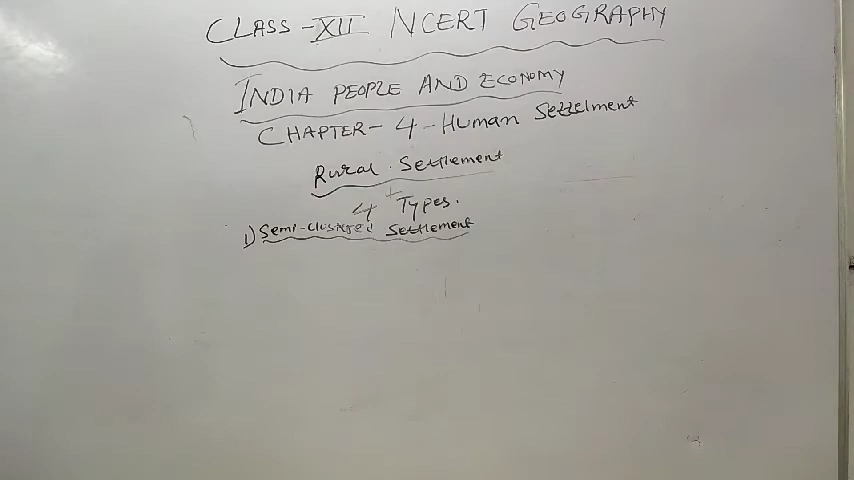 CLASS - XII NCERT GEOGRAPHY
INDIA PEOPLE AND ECONOMY
CHAPTER - 4 - Human Settelment
Rural Settlement
4 Types.
1) Semi-clustered Settlement